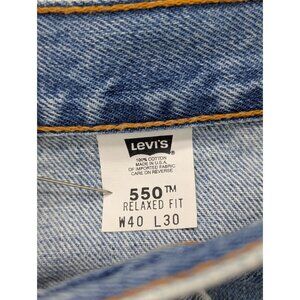 LEVI'S
100% COTTON
MADE IN U.S.A.
OF IMPORTED FABRIC
CARE ON REVERSE
550™
RELAXED FIT
W40 L30